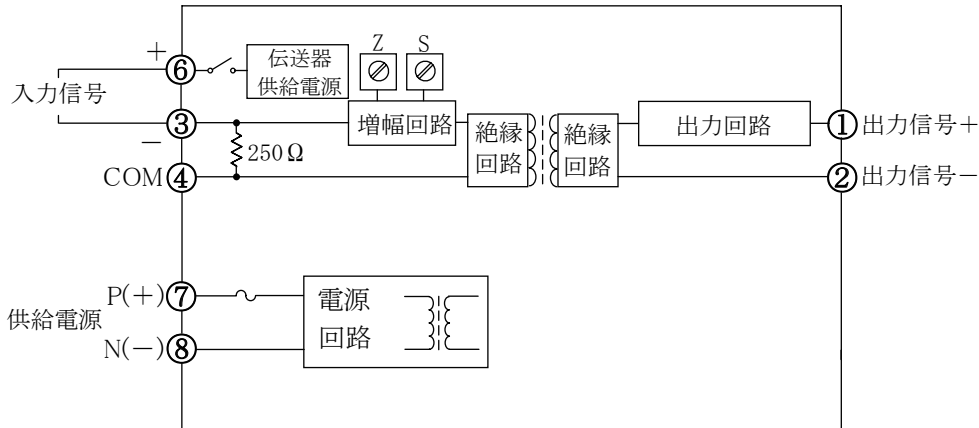 +
⑥
伝送器
供給電源
Z
S
入力信号
③
−
250Ω
COM
④
増幅回路
絶縁
回路
絶縁
回路
出力回路
①
出力信号+
②
出力信号−
供給電源
P(+)
⑦
N(−)
⑧
電源
回路